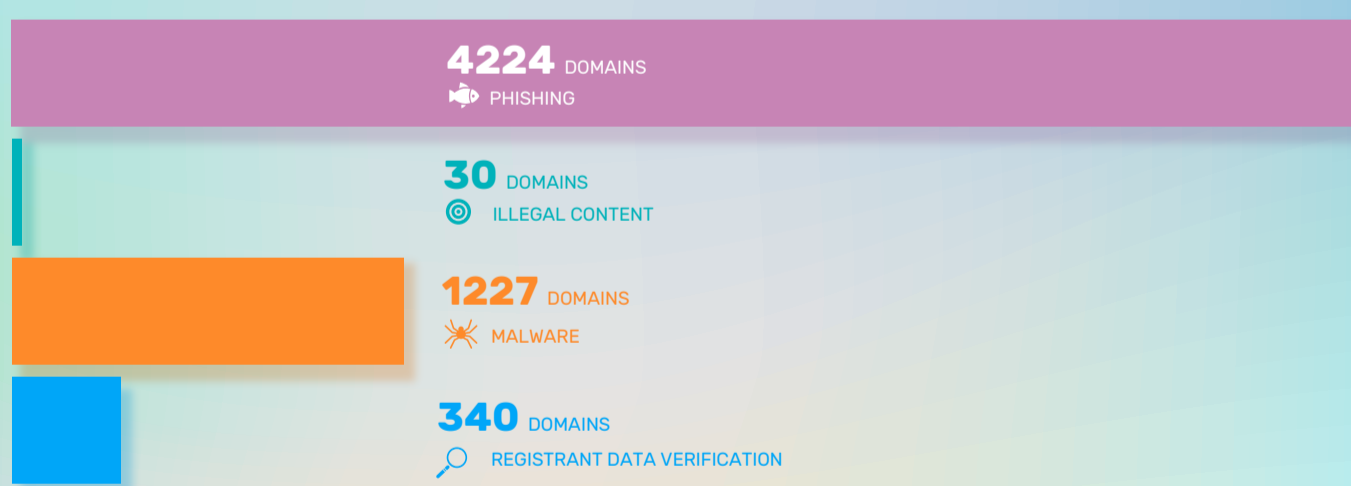 4224 DOMAINS
PHISHING
30 DOMAINS
ILLEGAL CONTENT
1227 DOMAINS
MALWARE
340 DOMAINS
REGISTRANT DATA VERIFICATION